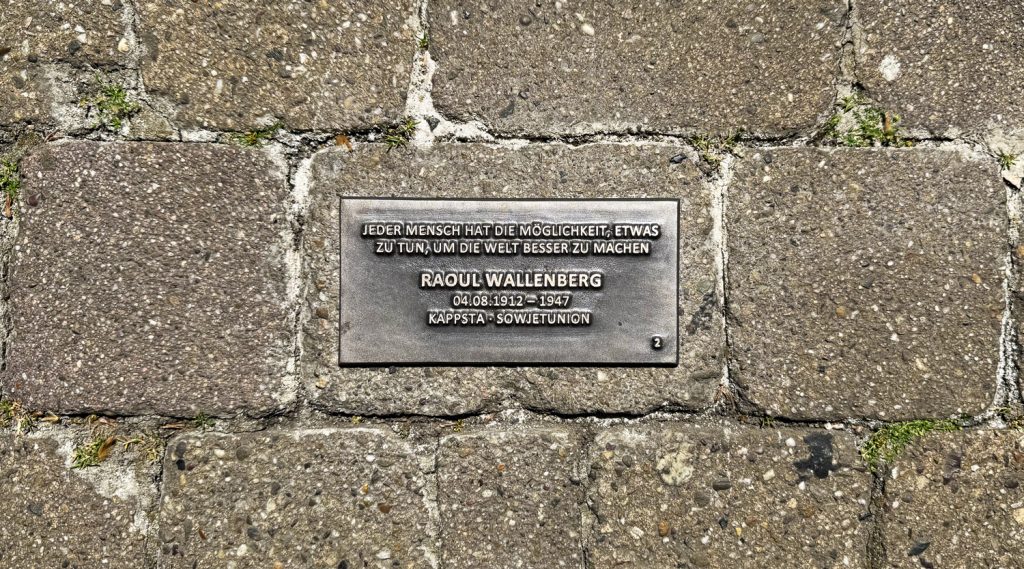 JEDER MENSCH HAT DIE MÖGLICHKEIT, ETWAS
ZU TUN, UM DIE WELT BESSER ZU MACHEN
RAOUL WALLENBERG
04.08.1912 – 1947
KAPPSTA · SOWJETUNION
2